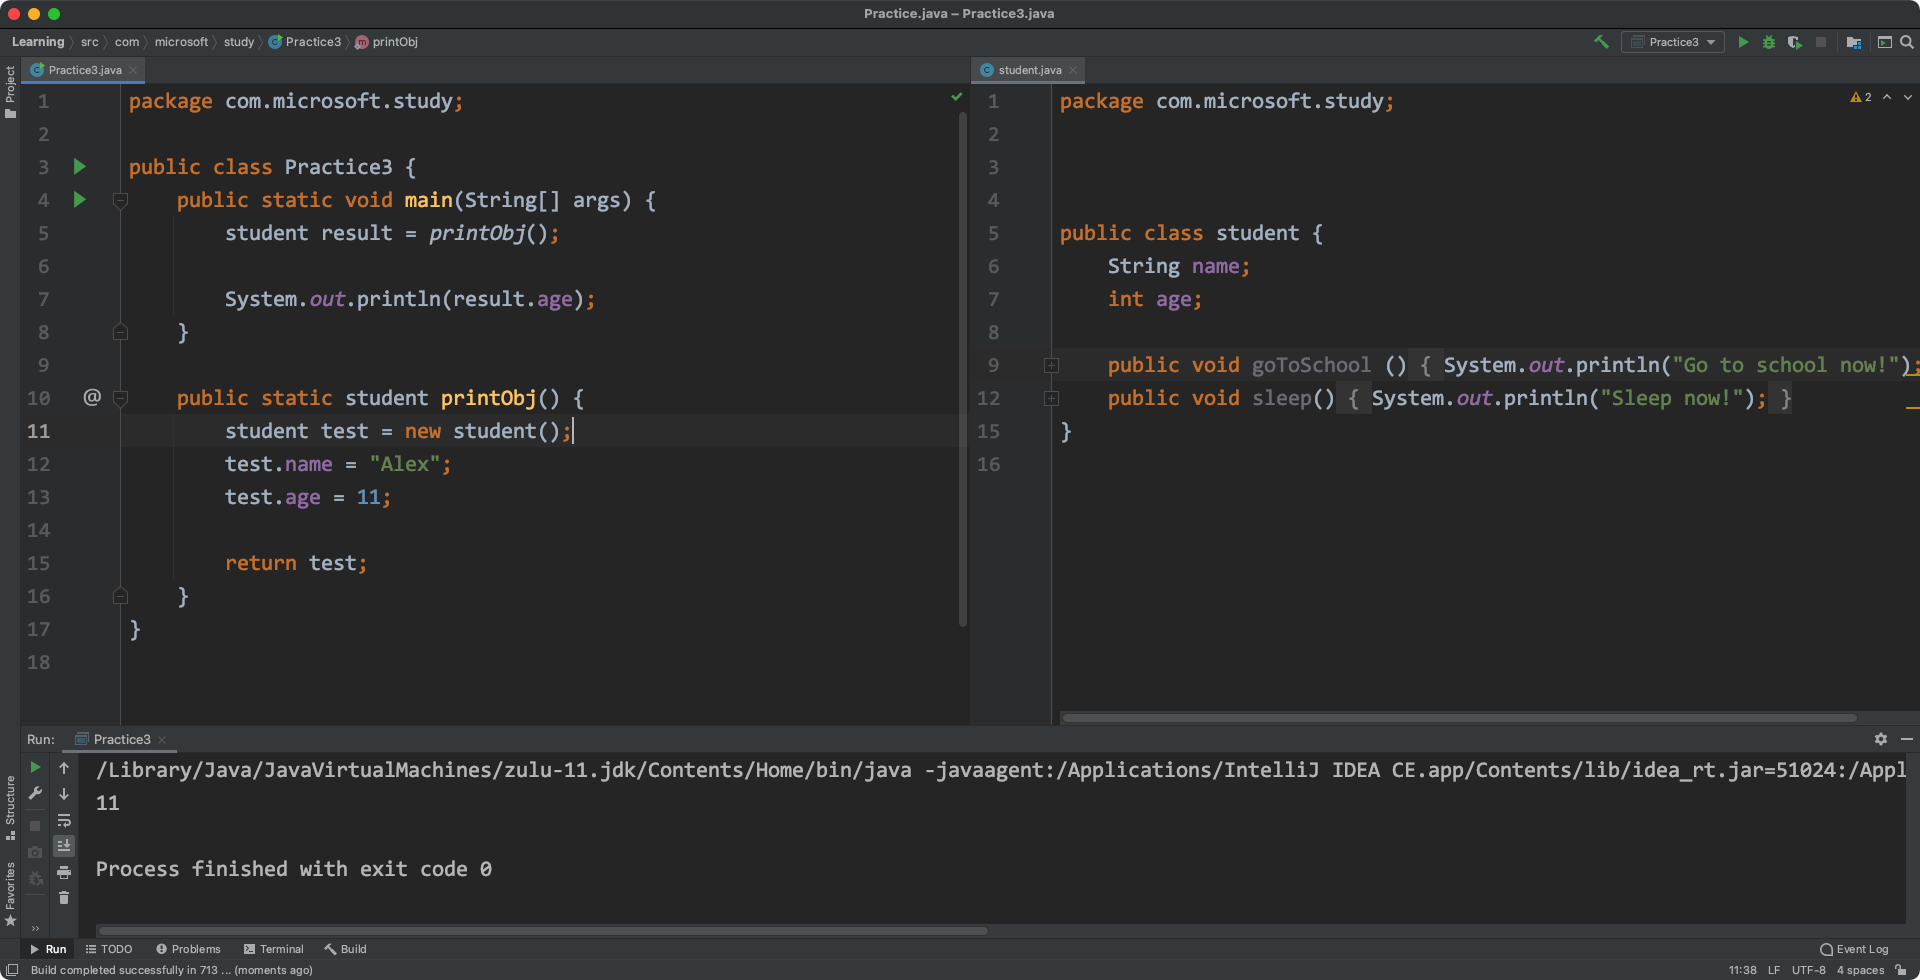 Practice.java – Practice3.java
Learning src com microsoft study Practice3 printObj
Practice3
Project
Practice3.java
1 package com.microsoft.study;
2
3 public class Practice3 {
4 public static void main(String[] args) {
5 student result = printObj();
6
7 System.out.println(result.age);
8 }
9
10 @ public static student printObj() {
11 student test = new student();
12 test.name = "Alex";
13 test.age = 11;
14
15 return test;
16 }
17 }
18
student.java
2
1 package com.microsoft.study;
2
3
4
5 public class student {
6 String name;
7 int age;
8
9 public void goToSchool () { System.out.println("Go to school now!");
12 public void sleep() { System.out.println("Sleep now!"); }
15 }
16
Run: Practice3
/Library/Java/JavaVirtualMachines/zulu-11.jdk/Contents/Home/bin/java -javaagent:/Applications/IntelliJ IDEA CE.app/Contents/lib/idea_rt.jar=51024:/Appl
11
Process finished with exit code 0
Structure
Favorites
Run TODO Problems Terminal Build Event Log
Build completed successfully in 713 ... (moments ago) 11:38 LF UTF-8 4 spaces